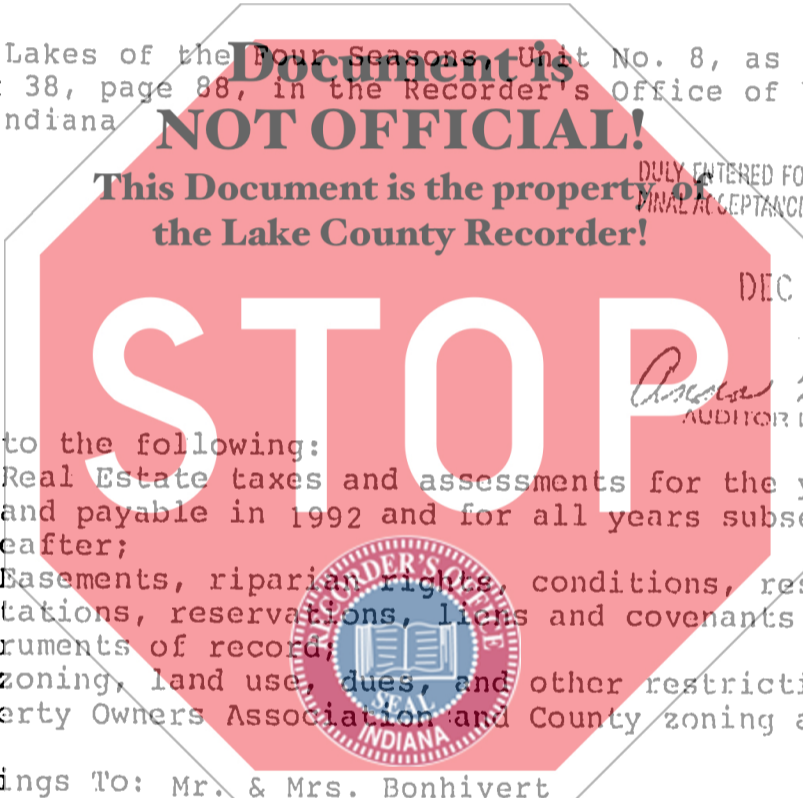 Lakes of the Four Seasons, Unit No. 8, as
38, page 88, in the Recorder's Office of
ndiana
Document is
NOT OFFICIAL!
This Document is the property of
the Lake County Recorder!
DULY ENTERED FO
FINAL ACCEPTANC
DEC
STOP
AUDITOR
to the following:
Real Estate taxes and assessments for the
and payable in 1992 and for all years subse
eafter;
Easements, riparian rights, conditions, res
tations, reservations, liens and covenants
ruments of record;
zoning, land use, dues, and other restricti
erty Owners Association and County zoning a
RECORDER'S OFFICE
SEAL
INDIANA
ings To: Mr. & Mrs. Bonhivert